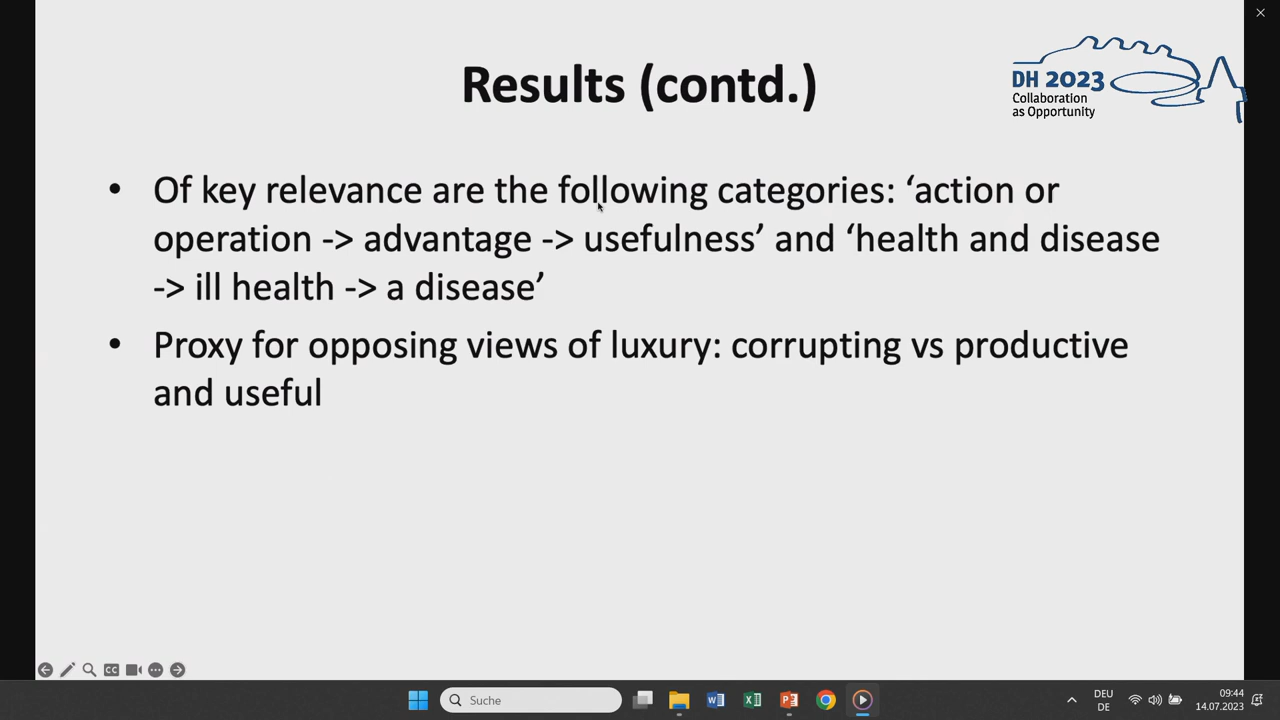 Results (contd.)
DH 2023
Collaboration
as Opportunity
• Of key relevance are the following categories: ‘action or
operation -> advantage -> usefulness’ and ‘health and disease
-> ill health -> a disease’
• Proxy for opposing views of luxury: corrupting vs productive
and useful
CC
Suche
DEU
DE
09:44
14.07.2023